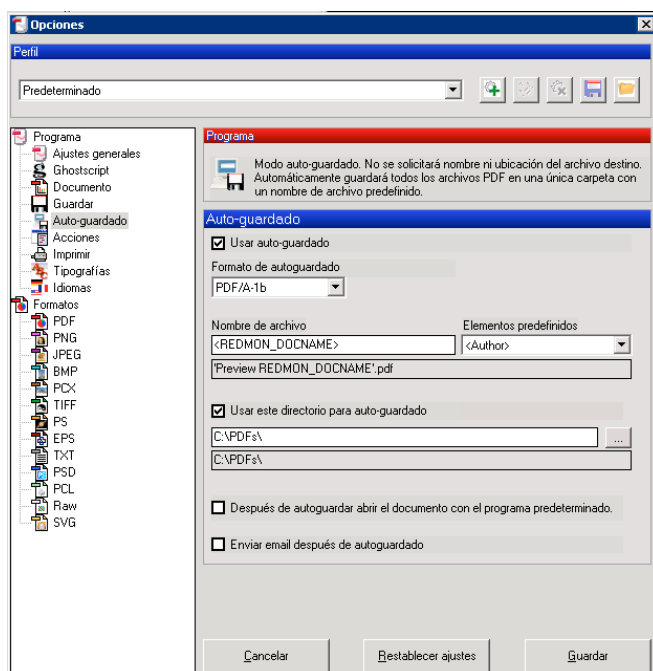 Opciones
Perfil
Predeterminado
Programa
Ajustes generales
Ghostscript
Documento
Guardar
Auto-guardado
Acciones
Imprimir
Tipografías
Idiomas
Formatos
PDF
PNG
JPEG
BMP
PCX
TIFF
PS
EPS
TXT
PSD
PCL
Raw
SVG
Programa
Modo auto-guardado. No se solicitará nombre ni ubicación del archivo destino.
Automáticamente guardará todos los archivos PDF en una única carpeta con
un nombre de archivo predefinido.
Auto-guardado
Usar auto-guardado
Formato de autoguardado
PDF/A-1b
Nombre de archivo Elementos predefinidos
<REDMON_DOCNAME> <Author>
'Preview REDMON_DOCNAME'.pdf
Usar este directorio para auto-guardado
C:\PDFs\ ...
C:\PDFs\
Después de autoguardar abrir el documento con el programa predeterminado.
Enviar email después de autoguardado
Cancelar Restablecer ajustes Guardar